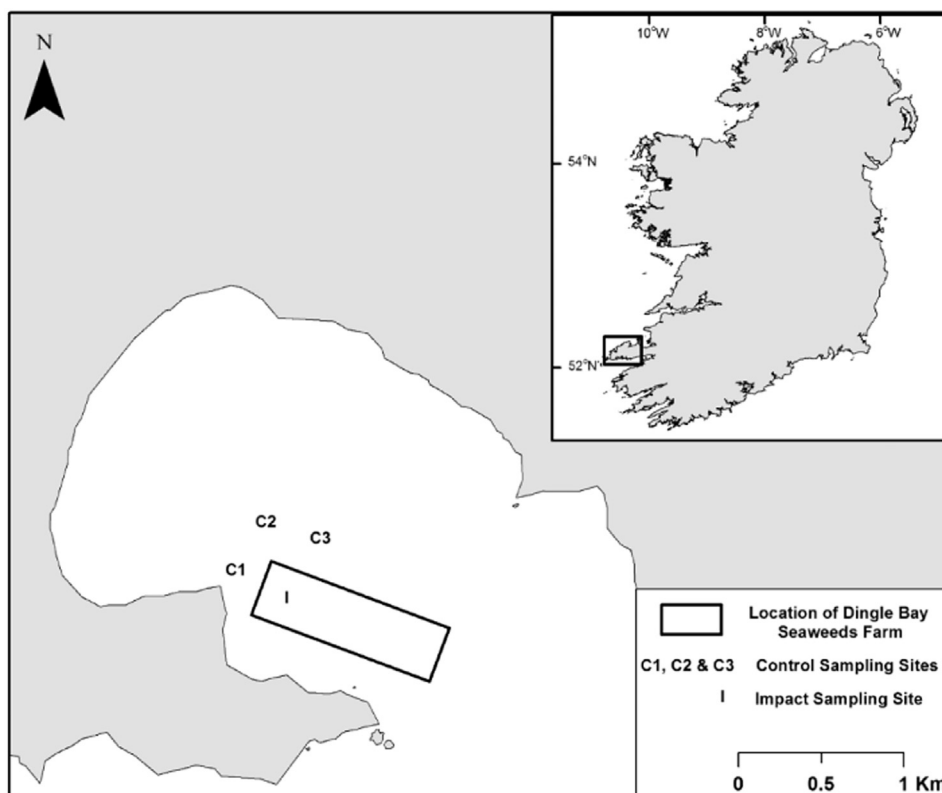 N
10°W
8°W
6°W
54°N
52°N
C2
C3
C1
I
Location of Dingle Bay
Seaweeds Farm
C1, C2 & C3 Control Sampling Sites
I Impact Sampling Site
0 0.5 1 Km